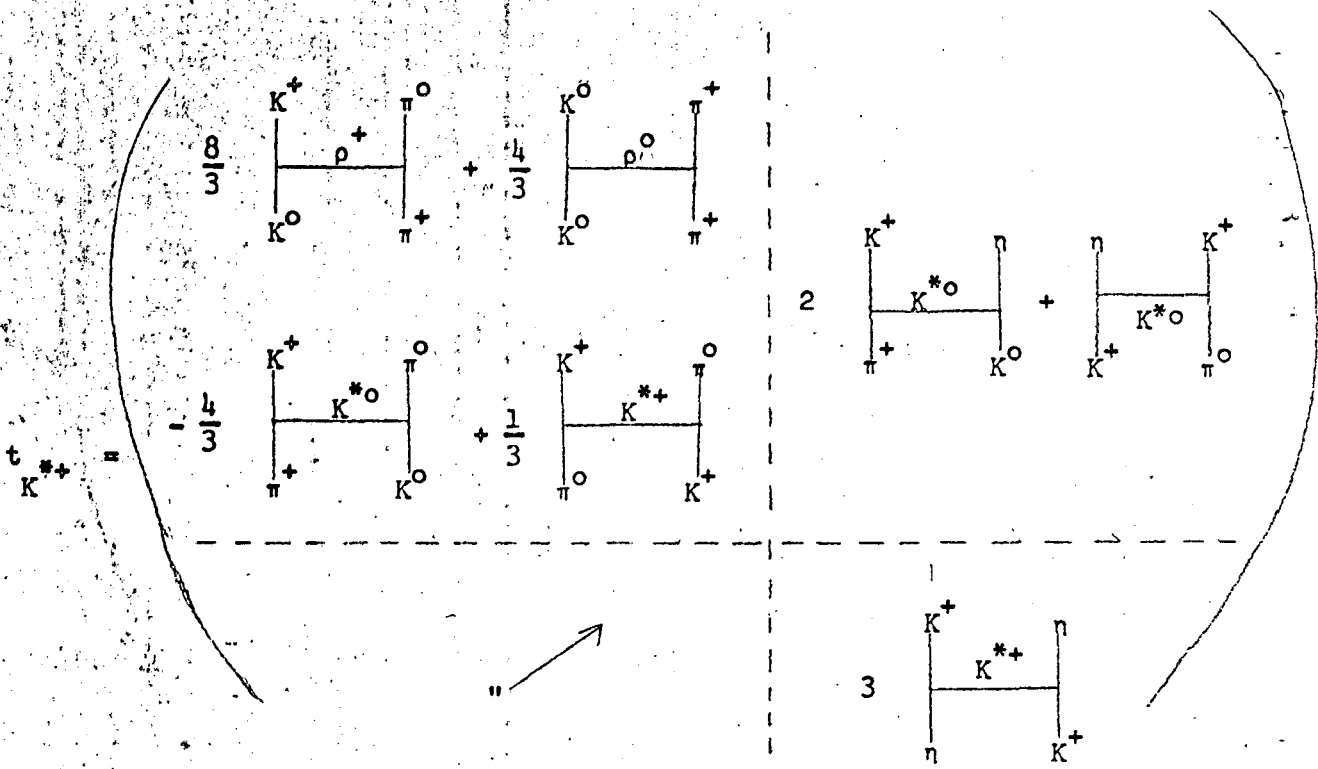 K⁺ π⁰ K⁰ π⁺
8/3 ρ⁺ + 4/3 ρ⁰
K⁰ π⁺ K⁰ π⁺
K⁺ η η K⁺
2 K*⁰ + K*⁰
π⁺ K⁰ K⁺ π⁰
K⁺ π⁰ K⁺ π⁰
- 4/3 K*⁰ + 1/3 K*⁺
π⁺ K⁰ π⁰ K⁺
t K*⁺ =
K⁺ η
" 3 K*⁺
η K⁺